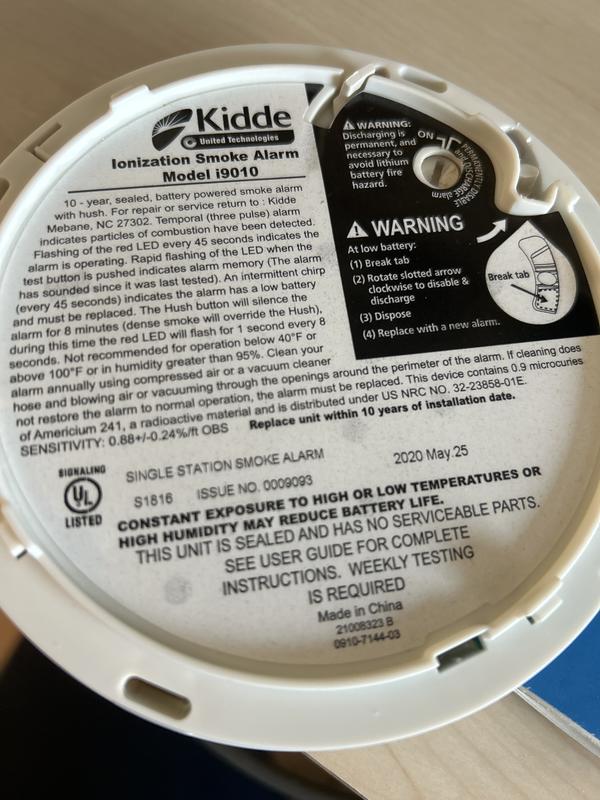 Kidde
United Technologies
Ionization Smoke Alarm
Model i9010
10 - year, sealed, battery powered smoke alarm
with hush. For repair or service return to : Kidde
Mebane, NC 27302. Temporal (three pulse) alarm
indicates particles of combustion have been detected.
Flashing of the red LED every 45 seconds indicates the
alarm is operating. Rapid flashing of the LED when the
test button is pushed indicates alarm memory (The alarm
has sounded since it was last tested). An intermittent chirp
(every 45 seconds) indicates the alarm has a low battery
and must be replaced. The Hush button will silence the
alarm for 8 minutes (dense smoke will override the Hush),
during this time the red LED will flash for 1 second every 8
seconds. Not recommended for operation below 40°F or
above 100°F or in humidity greater than 95%. Clean your
alarm annually using compressed air or a vacuum cleaner
hose and blowing air or vacuuming through the openings around the perimeter of the alarm. If cleaning does
not restore the alarm to normal operation, the alarm must be replaced. This device contains 0.9 microcuries
of Americium 241, a radioactive material and is distributed under US NRC NO. 32-23858-01E.
SENSITIVITY: 0.88+/-0.24%/ft OBS Replace unit within 10 years of installation date.
WARNING:
Discharging is
permanent, and
necessary to
avoid lithium
battery fire
hazard.
ON
PERMANENTLY DISABLE
and DISCHARGE alarm
WARNING
At low battery:
(1) Break tab
(2) Rotate slotted arrow
clockwise to disable &
discharge
(3) Dispose
(4) Replace with a new alarm.
Break tab
SIGNALING
UL
LISTED
SINGLE STATION SMOKE ALARM 2020 May.25
S1816 ISSUE NO. 0009093
CONSTANT EXPOSURE TO HIGH OR LOW TEMPERATURES OR
HIGH HUMIDITY MAY REDUCE BATTERY LIFE.
THIS UNIT IS SEALED AND HAS NO SERVICEABLE PARTS.
SEE USER GUIDE FOR COMPLETE
INSTRUCTIONS. WEEKLY TESTING
IS REQUIRED
Made in China
21008323 B
0910-7144-03